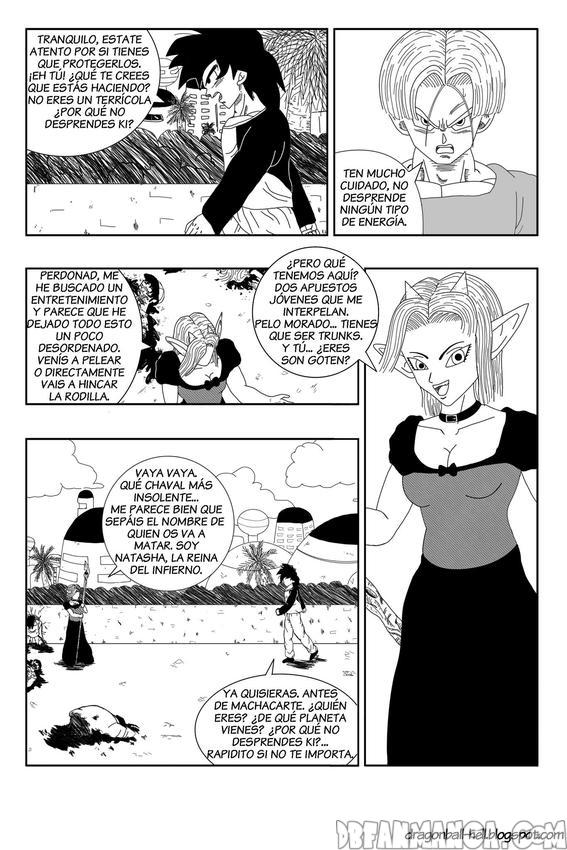 TRANQUILO, ESTATE
ATENTO POR SI TIENES
QUE PROTEGERLOS.
¡EH TÚ! ¿QUÉ TE CREES
QUE ESTÁS HACIENDO?
NO ERES UN TERRÍCOLA
¿POR QUÉ NO
DESPRENDES KI?
TEN MUCHO
CUIDADO, NO
DESPRENDE
NINGÚN TIPO
DE ENERGÍA.
PERDONAD, ME
HE BUSCADO UN
ENTRETENIMIENTO
Y PARECE QUE HE
DEJADO TODO ESTO
UN POCO
DESORDENADO.
VENÍS A PELEAR
O DIRECTAMENTE
VAIS A HINCAR
LA RODILLA.
¿PERO QUÉ
TENEMOS AQUÍ?
DOS APUESTOS
JÓVENES QUE ME
INTERPELAN.
PELO MORADO... TIENES
QUE SER TRUNKS.
Y TÚ... ¿ERES
SON GOTEN?
VAYA VAYA.
QUÉ CHAVAL MÁS
INSOLENTE...
ME PARECE BIEN QUE
SEPÁIS EL NOMBRE DE
QUIEN OS VA A
MATAR. SOY
NATASHA, LA REINA
DEL INFIERNO.
YA QUISIERAS. ANTES
DE MACHACARTE. ¿QUIÉN
ERES? ¿DE QUÉ PLANETA
VIENES? ¿POR QUÉ NO
DESPRENDES KI?...
RAPIDITO SI NO TE IMPORTA.
dragonball-hell.blogspot.com
DBFANMANGA.COM